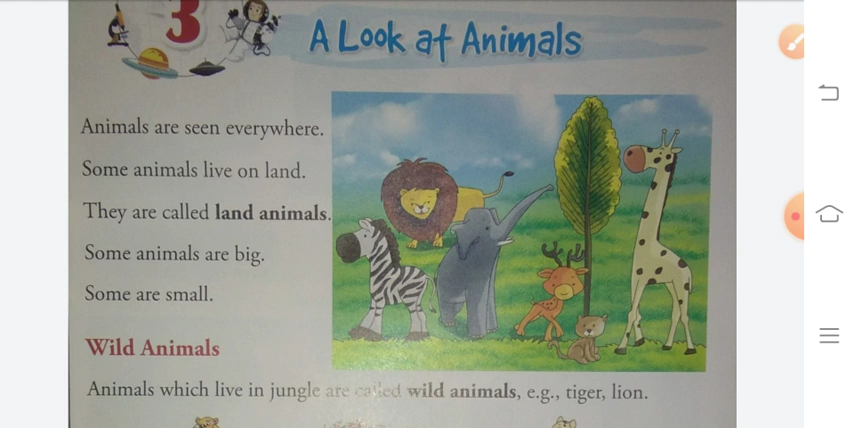 3
A Look at Animals
Animals are seen everywhere.
Some animals live on land.
They are called land animals.
Some animals are big.
Some are small.
Wild Animals
Animals which live in jungle are called wild animals, e.g., tiger, lion.